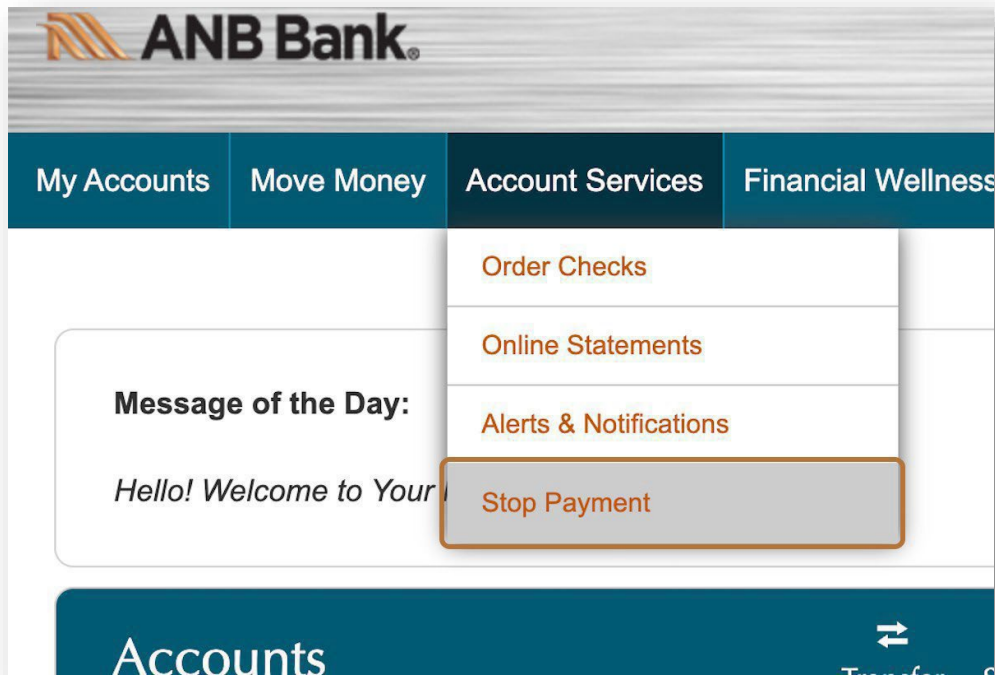 ANB Bank®
My Accounts Move Money Account Services Financial Wellness
Order Checks
Online Statements
Message of the Day:
Alerts & Notifications
Hello! Welcome to Your
Stop Payment
Accounts
Transfer